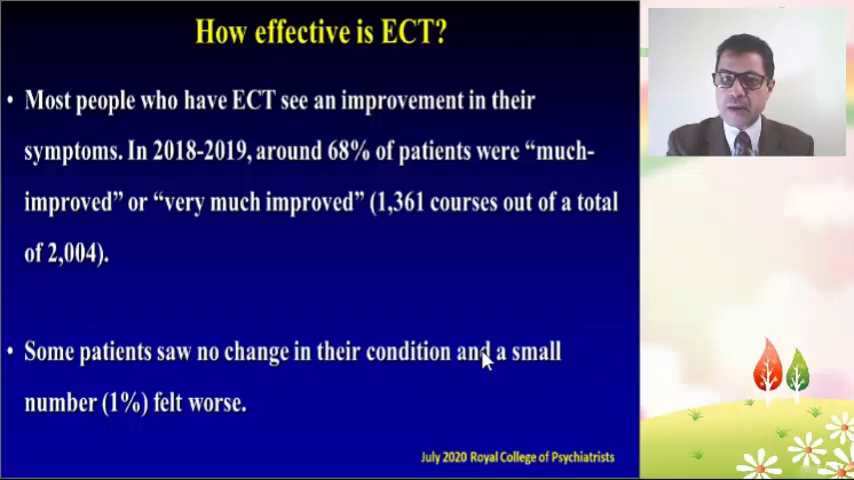 How effective is ECT?
• Most people who have ECT see an improvement in their
symptoms. In 2018-2019, around 68% of patients were “much-
improved” or “very much improved” (1,361 courses out of a total
of 2,004).
• Some patients saw no change in their condition and a small
number (1%) felt worse.
July 2020 Royal College of Psychiatrists